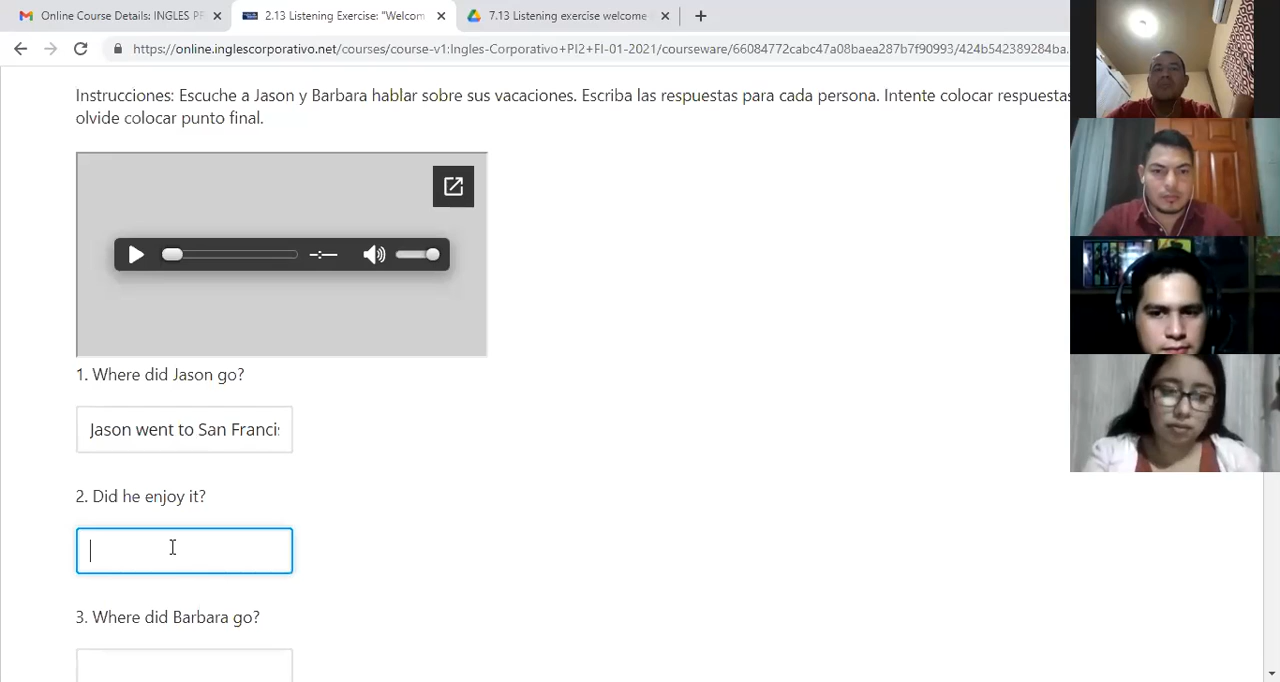 Online Course Details: INGLES PF
2.13 Listening Exercise: "Welcom
7.13 Listening exercise welcome
https://online.inglescorporativo.net/courses/course-v1:Ingles-Corporativo+PI2+FI-01-2021/courseware/66084772cabc47a08baea287b7f90993/424b542389284ba.
Instrucciones: Escuche a Jason y Barbara hablar sobre sus vacaciones. Escriba las respuestas para cada persona. Intente colocar respuestas
olvide colocar punto final.
1. Where did Jason go?
Jason went to San Franci
2. Did he enjoy it?
3. Where did Barbara go?